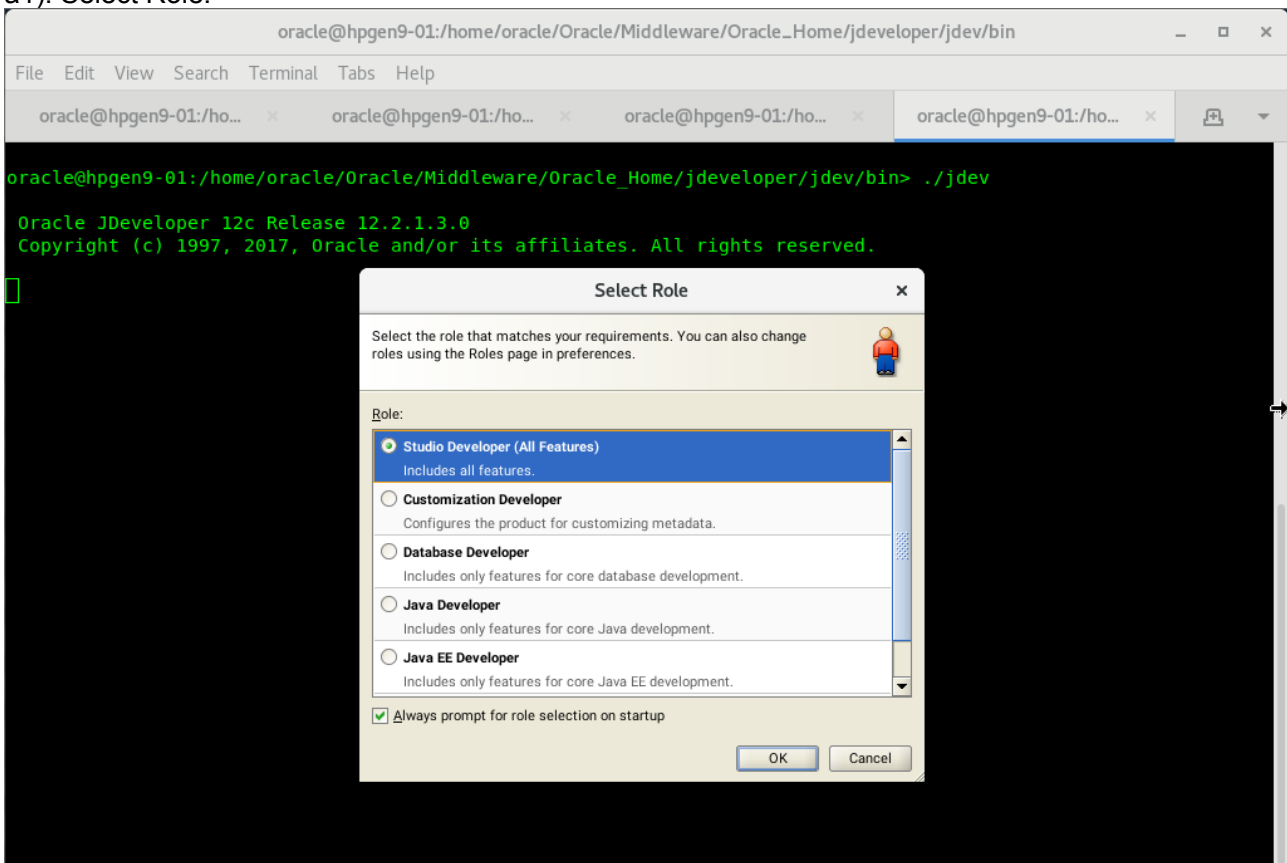 a1). Select Role:
oracle@hpgen9-01:/home/oracle/Oracle/Middleware/Oracle_Home/jdeveloper/jdev/bin
File Edit View Search Terminal Tabs Help
oracle@hpgen9-01:/ho... oracle@hpgen9-01:/ho... oracle@hpgen9-01:/ho... oracle@hpgen9-01:/ho...
oracle@hpgen9-01:/home/oracle/Oracle/Middleware/Oracle_Home/jdeveloper/jdev/bin> ./jdev
Oracle JDeveloper 12c Release 12.2.1.3.0
Copyright (c) 1997, 2017, Oracle and/or its affiliates. All rights reserved.
Select Role
Select the role that matches your requirements. You can also change
roles using the Roles page in preferences.
Role:
Studio Developer (All Features)
Includes all features.
Customization Developer
Configures the product for customizing metadata.
Database Developer
Includes only features for core database development.
Java Developer
Includes only features for core Java development.
Java EE Developer
Includes only features for core Java EE development.
Always prompt for role selection on startup
OK Cancel